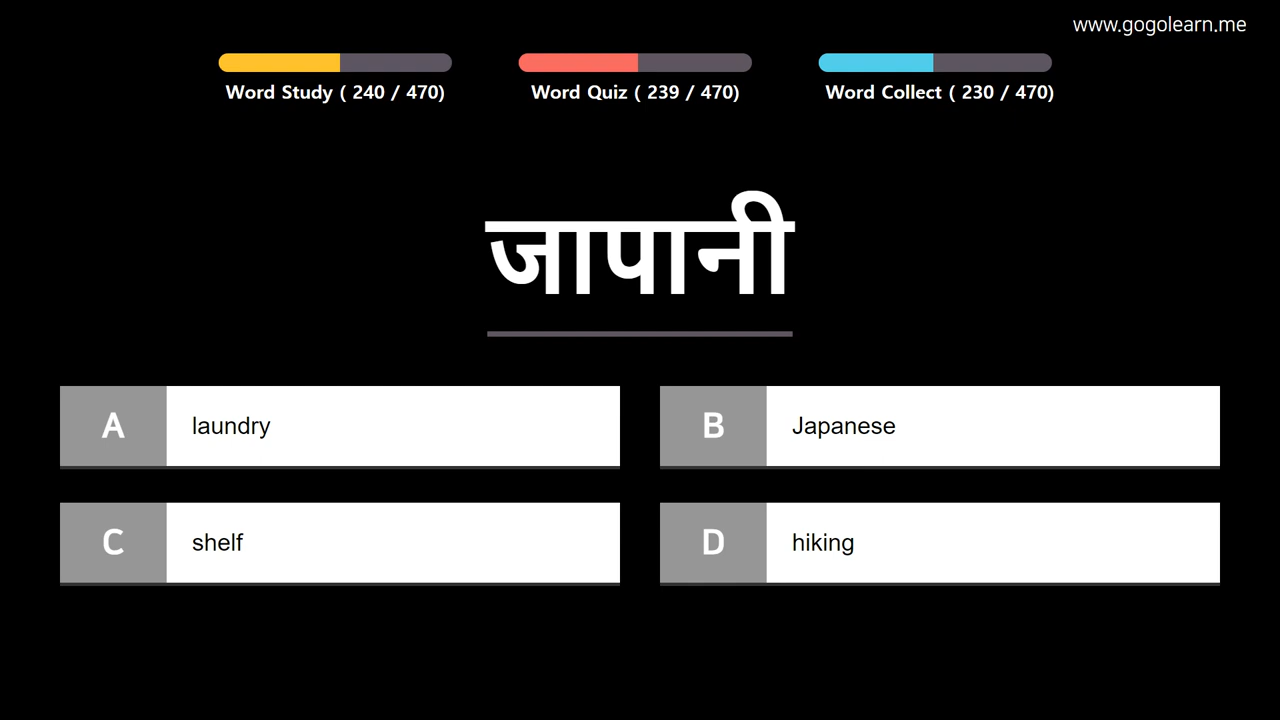 www.gogolearn.me
Word Study ( 240 / 470)
Word Quiz ( 239 / 470)
Word Collect ( 230 / 470)
जापानी
A laundry
B Japanese
C shelf
D hiking